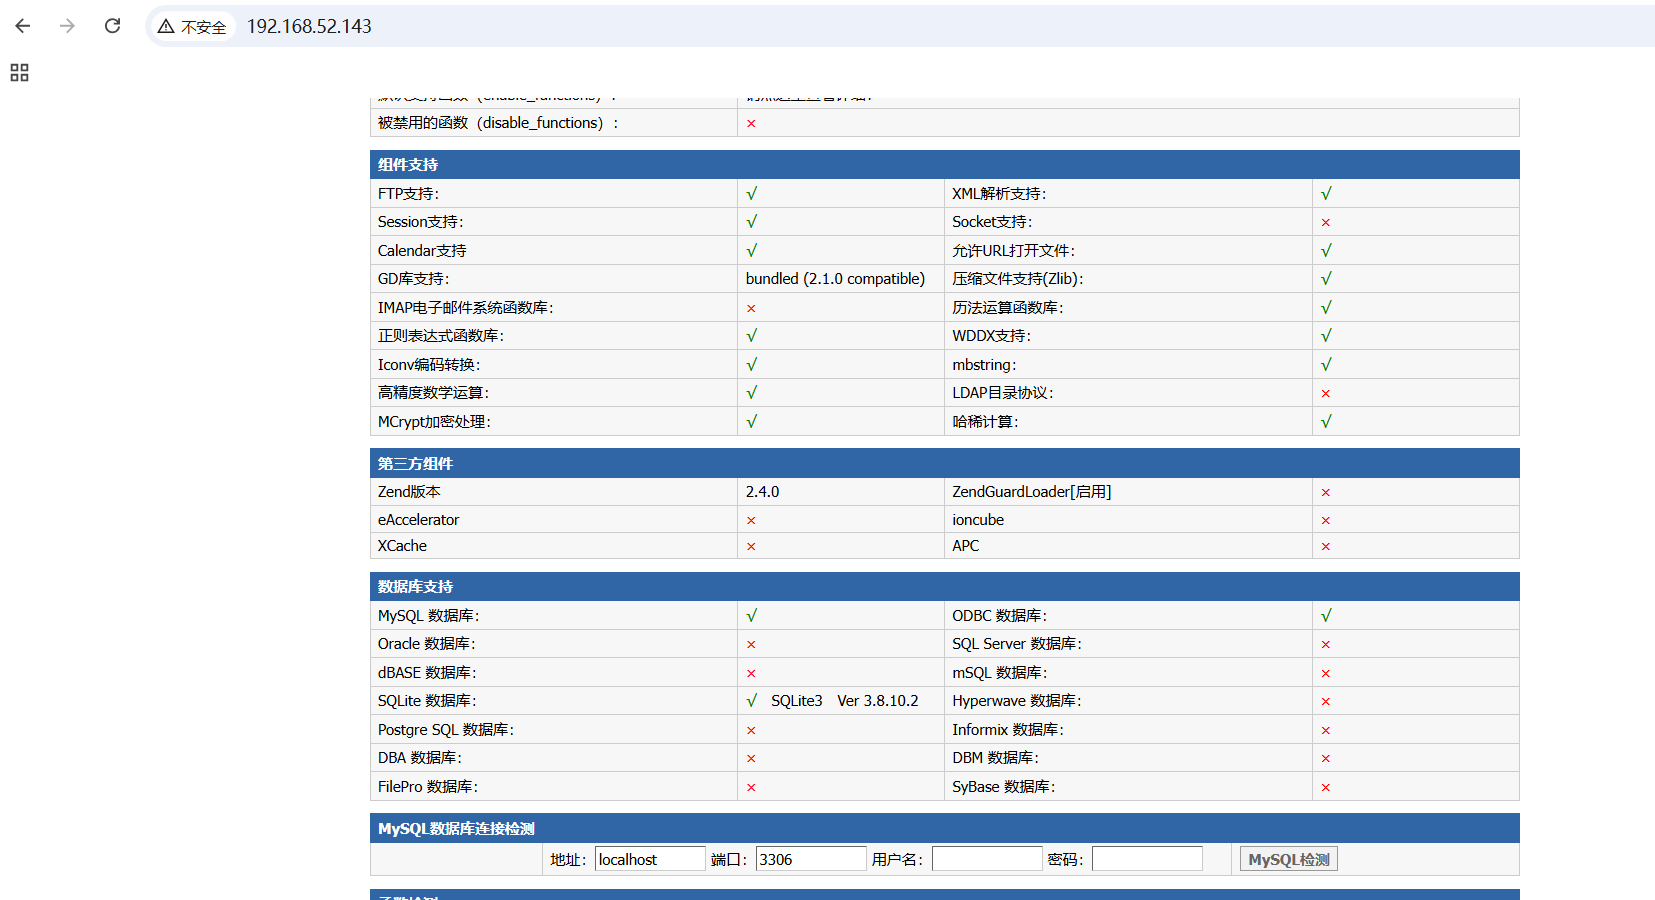 不安全 192.168.52.143
被禁用的函数（disable_functions）： ×
组件支持
FTP支持： √ XML解析支持： √
Session支持： √ Socket支持： ×
Calendar支持 √ 允许URL打开文件： √
GD库支持： bundled (2.1.0 compatible) 压缩文件支持(Zlib)： √
IMAP电子邮件系统函数库： × 历法运算函数库： √
正则表达式函数库： √ WDDX支持： √
Iconv编码转换： √ mbstring： √
高精度数学运算： √ LDAP目录协议： ×
MCrypt加密处理： √ 哈稀计算： √
第三方组件
Zend版本 2.4.0 ZendGuardLoader[启用] ×
eAccelerator × ioncube ×
XCache × APC ×
数据库支持
MySQL 数据库： √ ODBC 数据库： √
Oracle 数据库： × SQL Server 数据库： ×
dBASE 数据库： × mSQL 数据库： ×
SQLite 数据库： √ SQLite3 Ver 3.8.10.2 Hyperwave 数据库： ×
Postgre SQL 数据库： × Informix 数据库： ×
DBA 数据库： × DBM 数据库： ×
FilePro 数据库： × SyBase 数据库： ×
MySQL数据库连接检测
地址： localhost 端口： 3306 用户名： 密码： MySQL检测